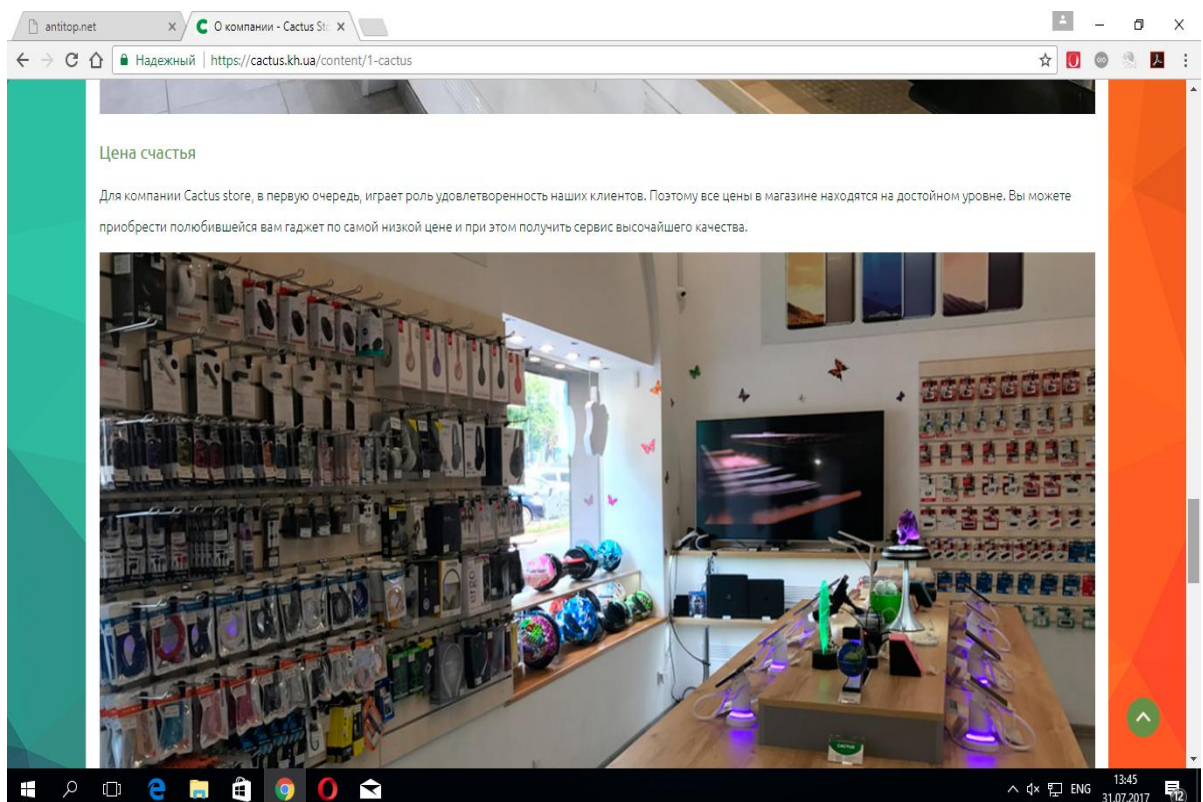 antitop.net
О компании - Cactus Sto
Надежный
https://cactus.kh.ua/content/1-cactus
Цена счастья
Для компании Cactus store, в первую очередь, играет роль удовлетворенность наших клиентов. Поэтому все цены в магазине находятся на достойном уровне. Вы можете
приобрести полюбившейся вам гаджет по самой низкой цене и при этом получить сервис высочайшего качества.
CACTUS
ENG
13:45
31.07.2017
12